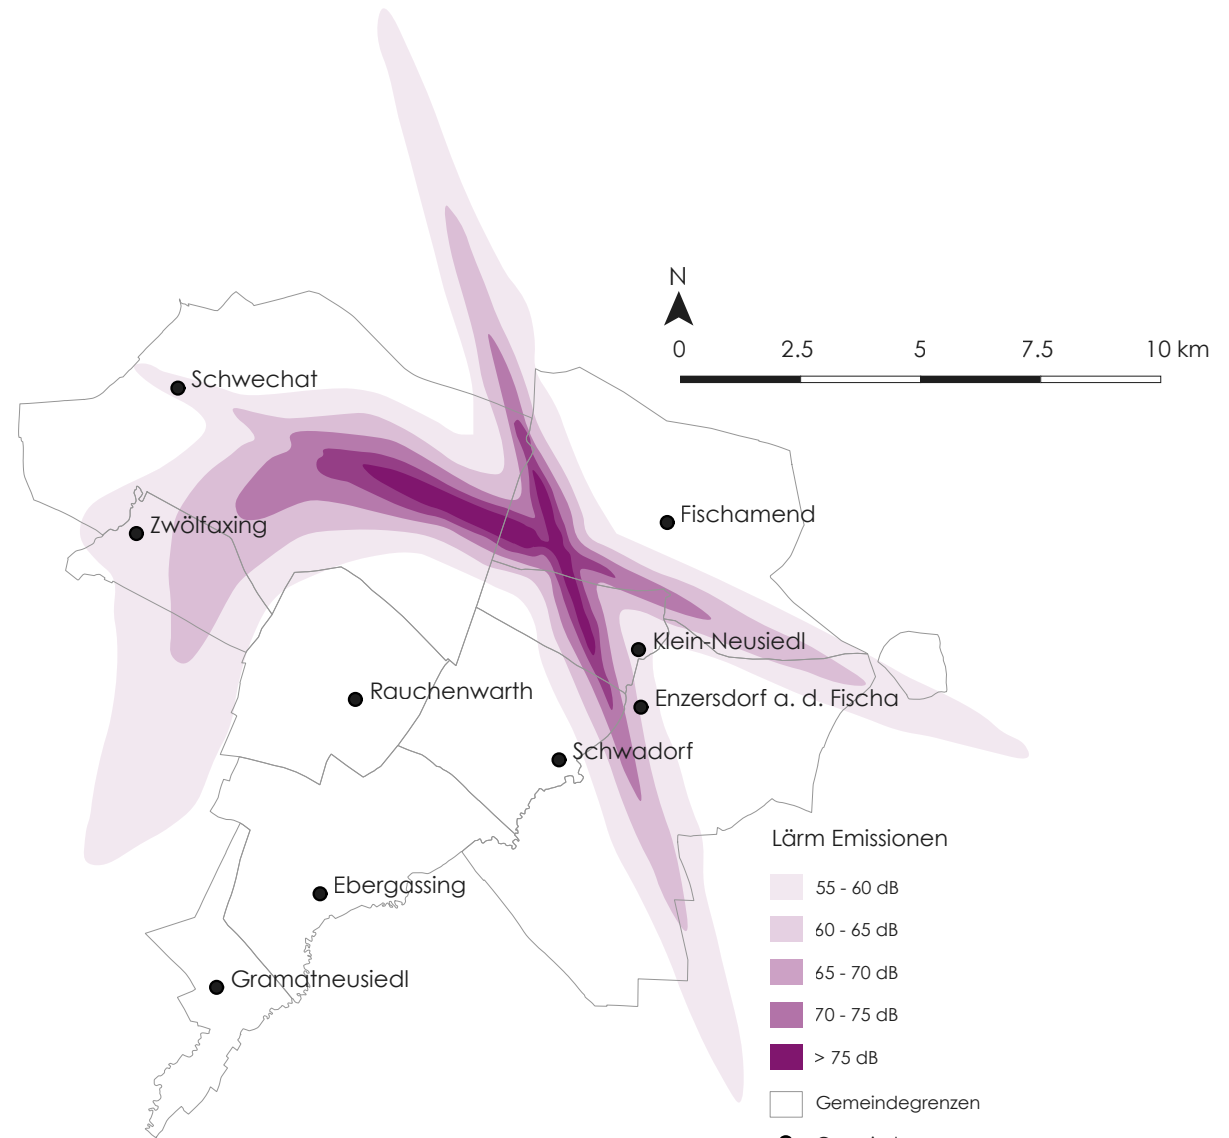 N
0 2.5 5 7.5 10 km
Schwechat
Fischamend
Zwölfaxing
Klein-Neusiedl
Rauchenwarth
Enzersdorf a. d. Fischa
Schwadorf
Lärm Emissionen
55 - 60 dB
Ebergassing
60 - 65 dB
65 - 70 dB
Gramatneusiedl
70 - 75 dB
> 75 dB
Gemeindegrenzen